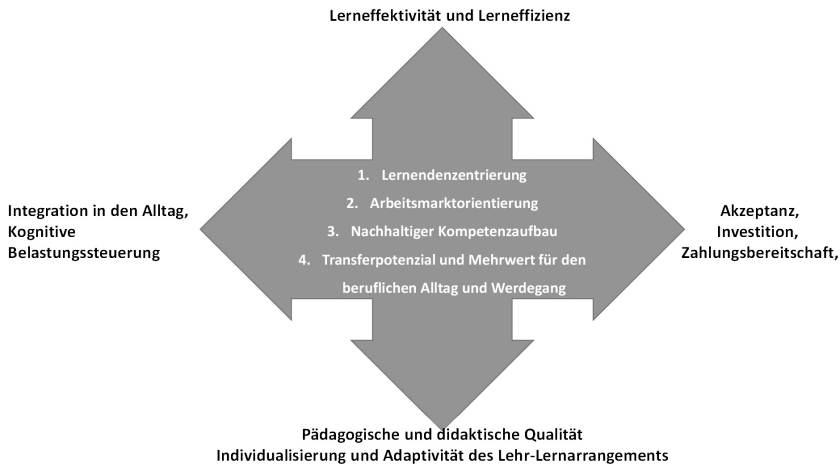 Lerneffektivität und Lerneffizienz
1. Lernendenzentrierung
2. Arbeitsmarktorientierung
3. Nachhaltiger Kompetenzaufbau
4. Transferpotenzial und Mehrwert für den
beruflichen Alltag und Werdegang
Integration in den Alltag,
Kognitive
Belastungssteuerung
Akzeptanz,
Investition,
Zahlungsbereitschaft,
Pädagogische und didaktische Qualität
Individualisierung und Adaptivität des Lehr-Lernarrangements